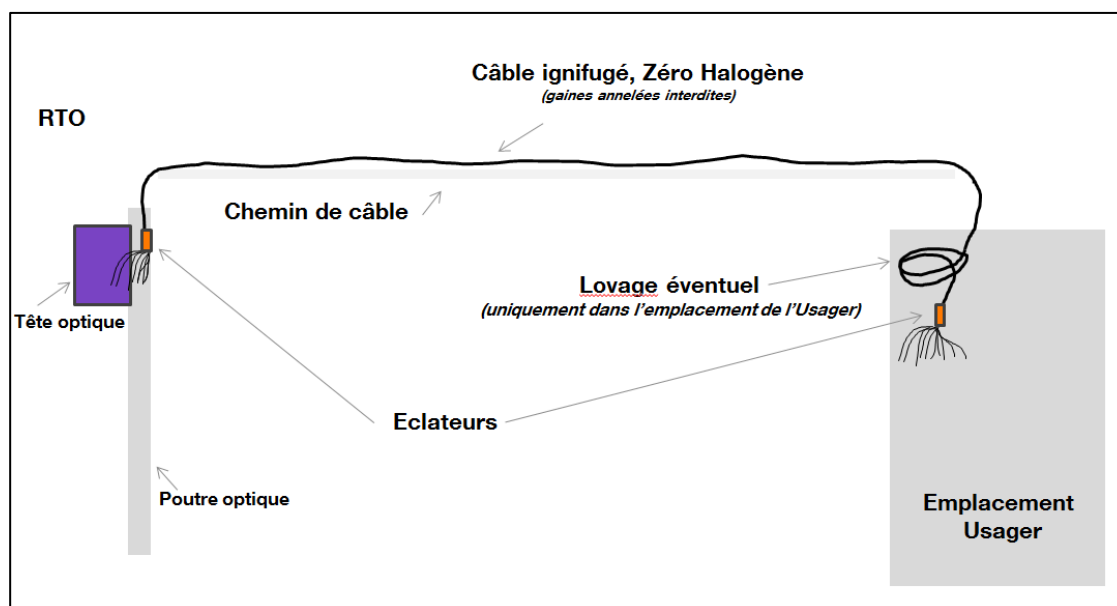 Câble ignifugé, Zéro Halogène
(gaines annelées interdites)
RTO
Chemin de câble
Lovage éventuel
(uniquement dans l’emplacement de l’Usager)
Tête optique
Eclateurs
Poutre optique
Emplacement
Usager